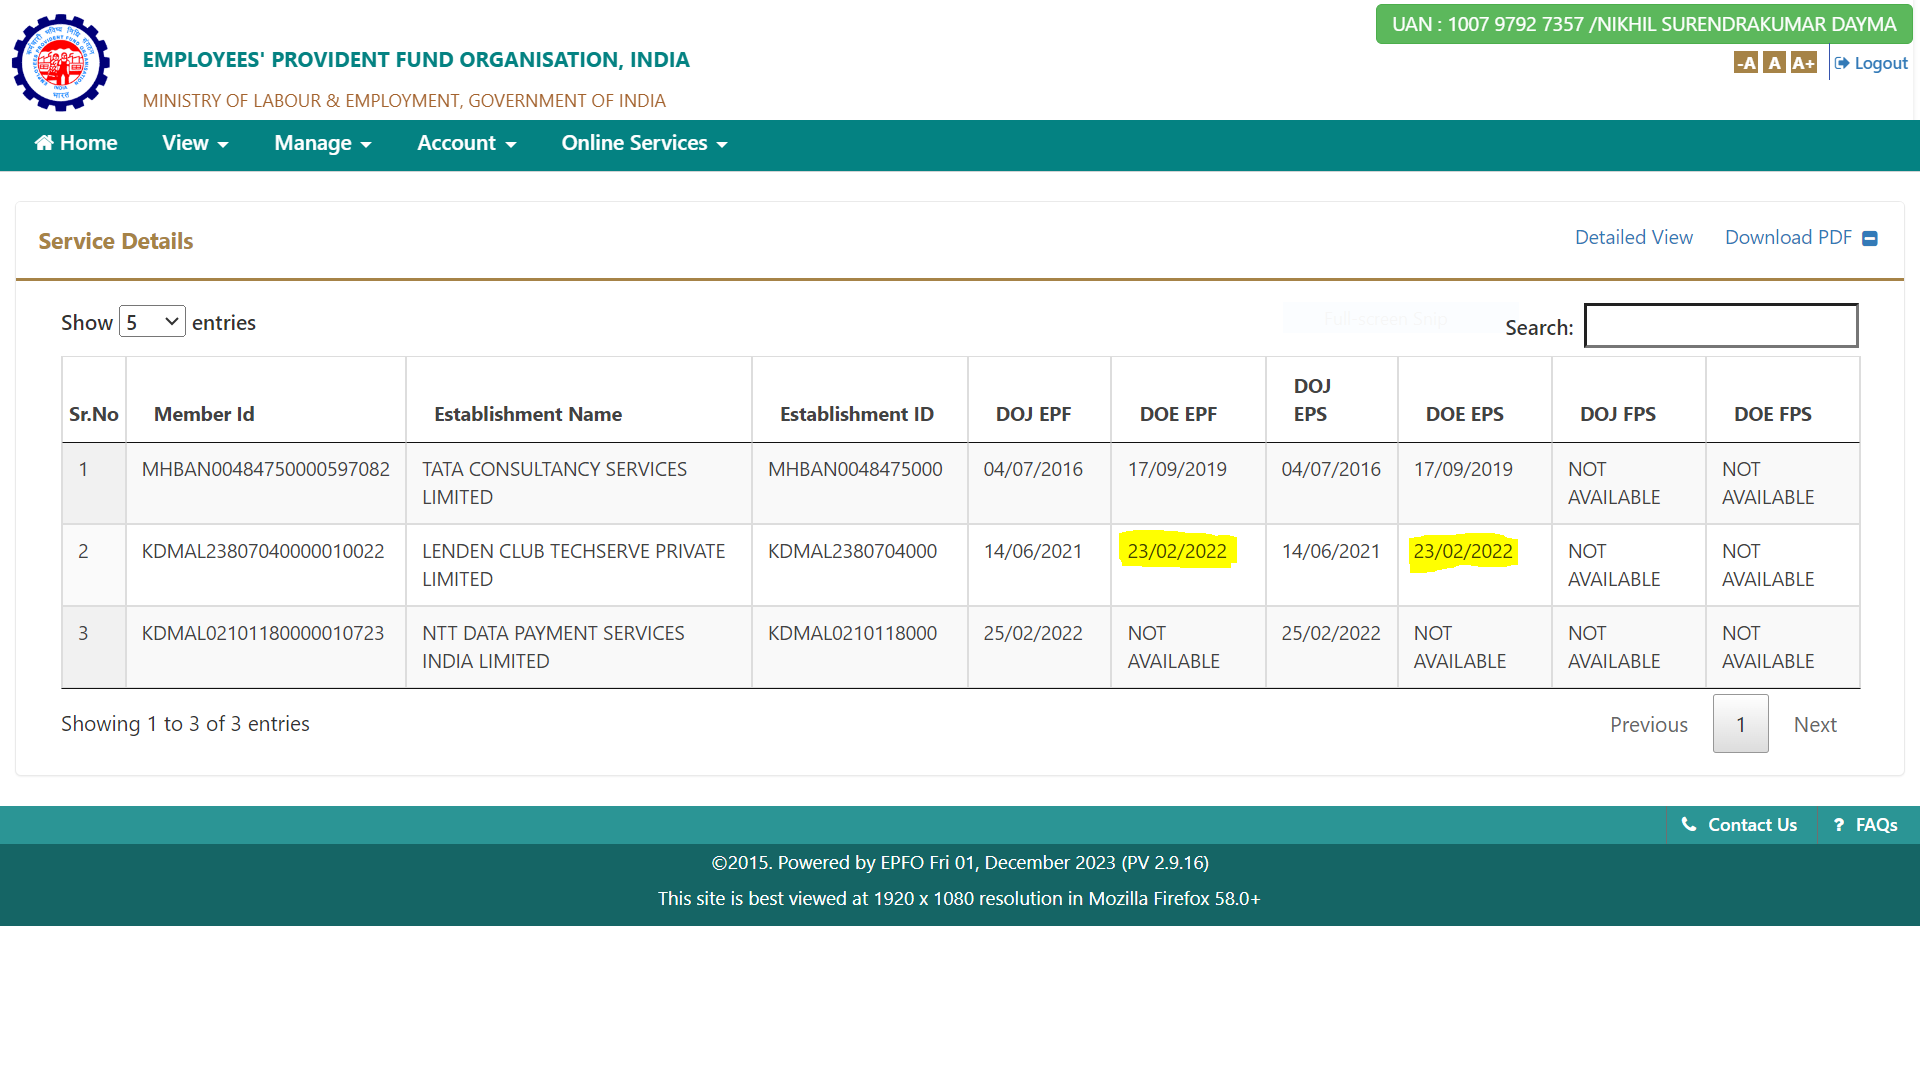 UAN : 1007 9792 7357 /NIKHIL SURENDRAKUMAR DAYMA
EMPLOYEES' PROVIDENT FUND ORGANISATION, INDIA
-A A A+ Logout
MINISTRY OF LABOUR & EMPLOYMENT, GOVERNMENT OF INDIA
Home View Manage Account Online Services
Service Details Detailed View Download PDF
Show 5 entries Full-screen Snip Search:
Sr.No Member Id Establishment Name Establishment ID DOJ EPF DOE EPF DOJ EPS DOE EPS DOJ FPS DOE FPS
1 MHBAN00484750000597082 TATA CONSULTANCY SERVICES MHBAN0048475000 04/07/2016 17/09/2019 04/07/2016 17/09/2019 NOT NOT
LIMITED AVAILABLE AVAILABLE
2 KDMAL23807040000010022 LENDEN CLUB TECHSERVE PRIVATE KDMAL2380704000 14/06/2021 23/02/2022 14/06/2021 23/02/2022 NOT NOT
LIMITED AVAILABLE AVAILABLE
3 KDMAL02101180000010723 NTT DATA PAYMENT SERVICES KDMAL0210118000 25/02/2022 NOT 25/02/2022 NOT NOT NOT
INDIA LIMITED AVAILABLE AVAILABLE AVAILABLE AVAILABLE
Showing 1 to 3 of 3 entries Previous 1 Next
Contact Us ? FAQs
©2015. Powered by EPFO Fri 01, December 2023 (PV 2.9.16)
This site is best viewed at 1920 x 1080 resolution in Mozilla Firefox 58.0+